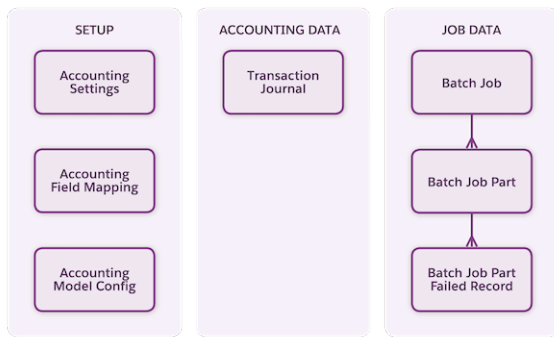 SETUP
Accounting
Settings
Accounting
Field Mapping
Accounting
Model Config
ACCOUNTING DATA
Transaction
Journal
JOB DATA
Batch Job
Batch Job Part
Batch Job Part
Failed Record